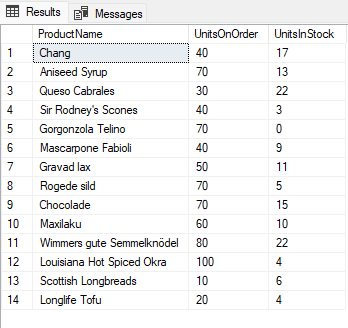 Results Messages
ProductName UnitsOnOrder UnitsInStock
1 Chang 40 17
2 Aniseed Syrup 70 13
3 Queso Cabrales 30 22
4 Sir Rodney's Scones 40 3
5 Gorgonzola Telino 70 0
6 Mascarpone Fabioli 40 9
7 Gravad lax 50 11
8 Rogede sild 70 5
9 Chocolade 70 15
10 Maxilaku 60 10
11 Wimmers gute Semmelknödel 80 22
12 Louisiana Hot Spiced Okra 100 4
13 Scottish Longbreads 10 6
14 Longlife Tofu 20 4